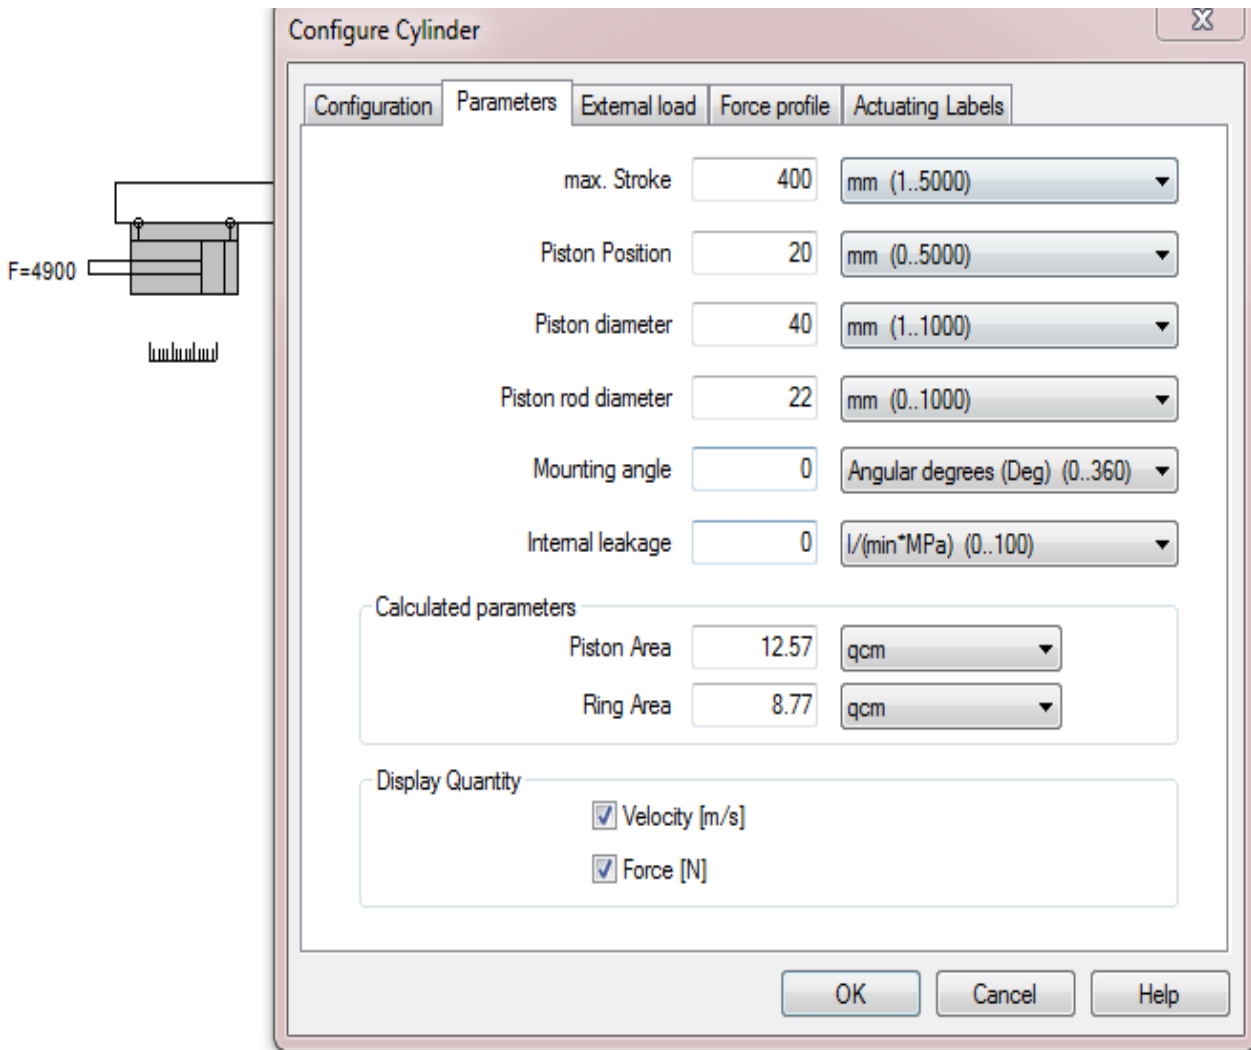 Configure Cylinder
Configuration Parameters External load Force profile Actuating Labels
max. Stroke 400 mm (1..5000)
Piston Position 20 mm (0..5000)
F=4900
Piston diameter 40 mm (1..1000)
Piston rod diameter 22 mm (0..1000)
Mounting angle 0 Angular degrees (Deg) (0..360)
Internal leakage 0 l/(min*MPa) (0..100)
Calculated parameters
Piston Area 12.57 qcm
Ring Area 8.77 qcm
Display Quantity
Velocity [m/s]
Force [N]
OK Cancel Help